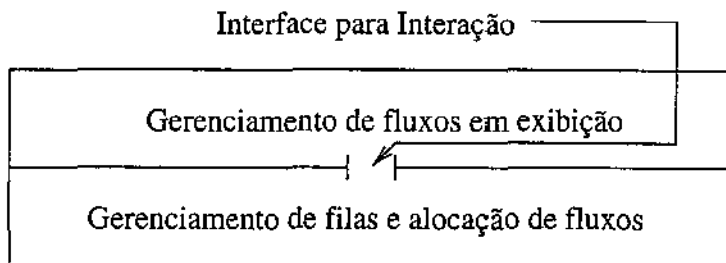 Interface para Interação
Gerenciamento de fluxos em exibição
Gerenciamento de filas e alocação de fluxos